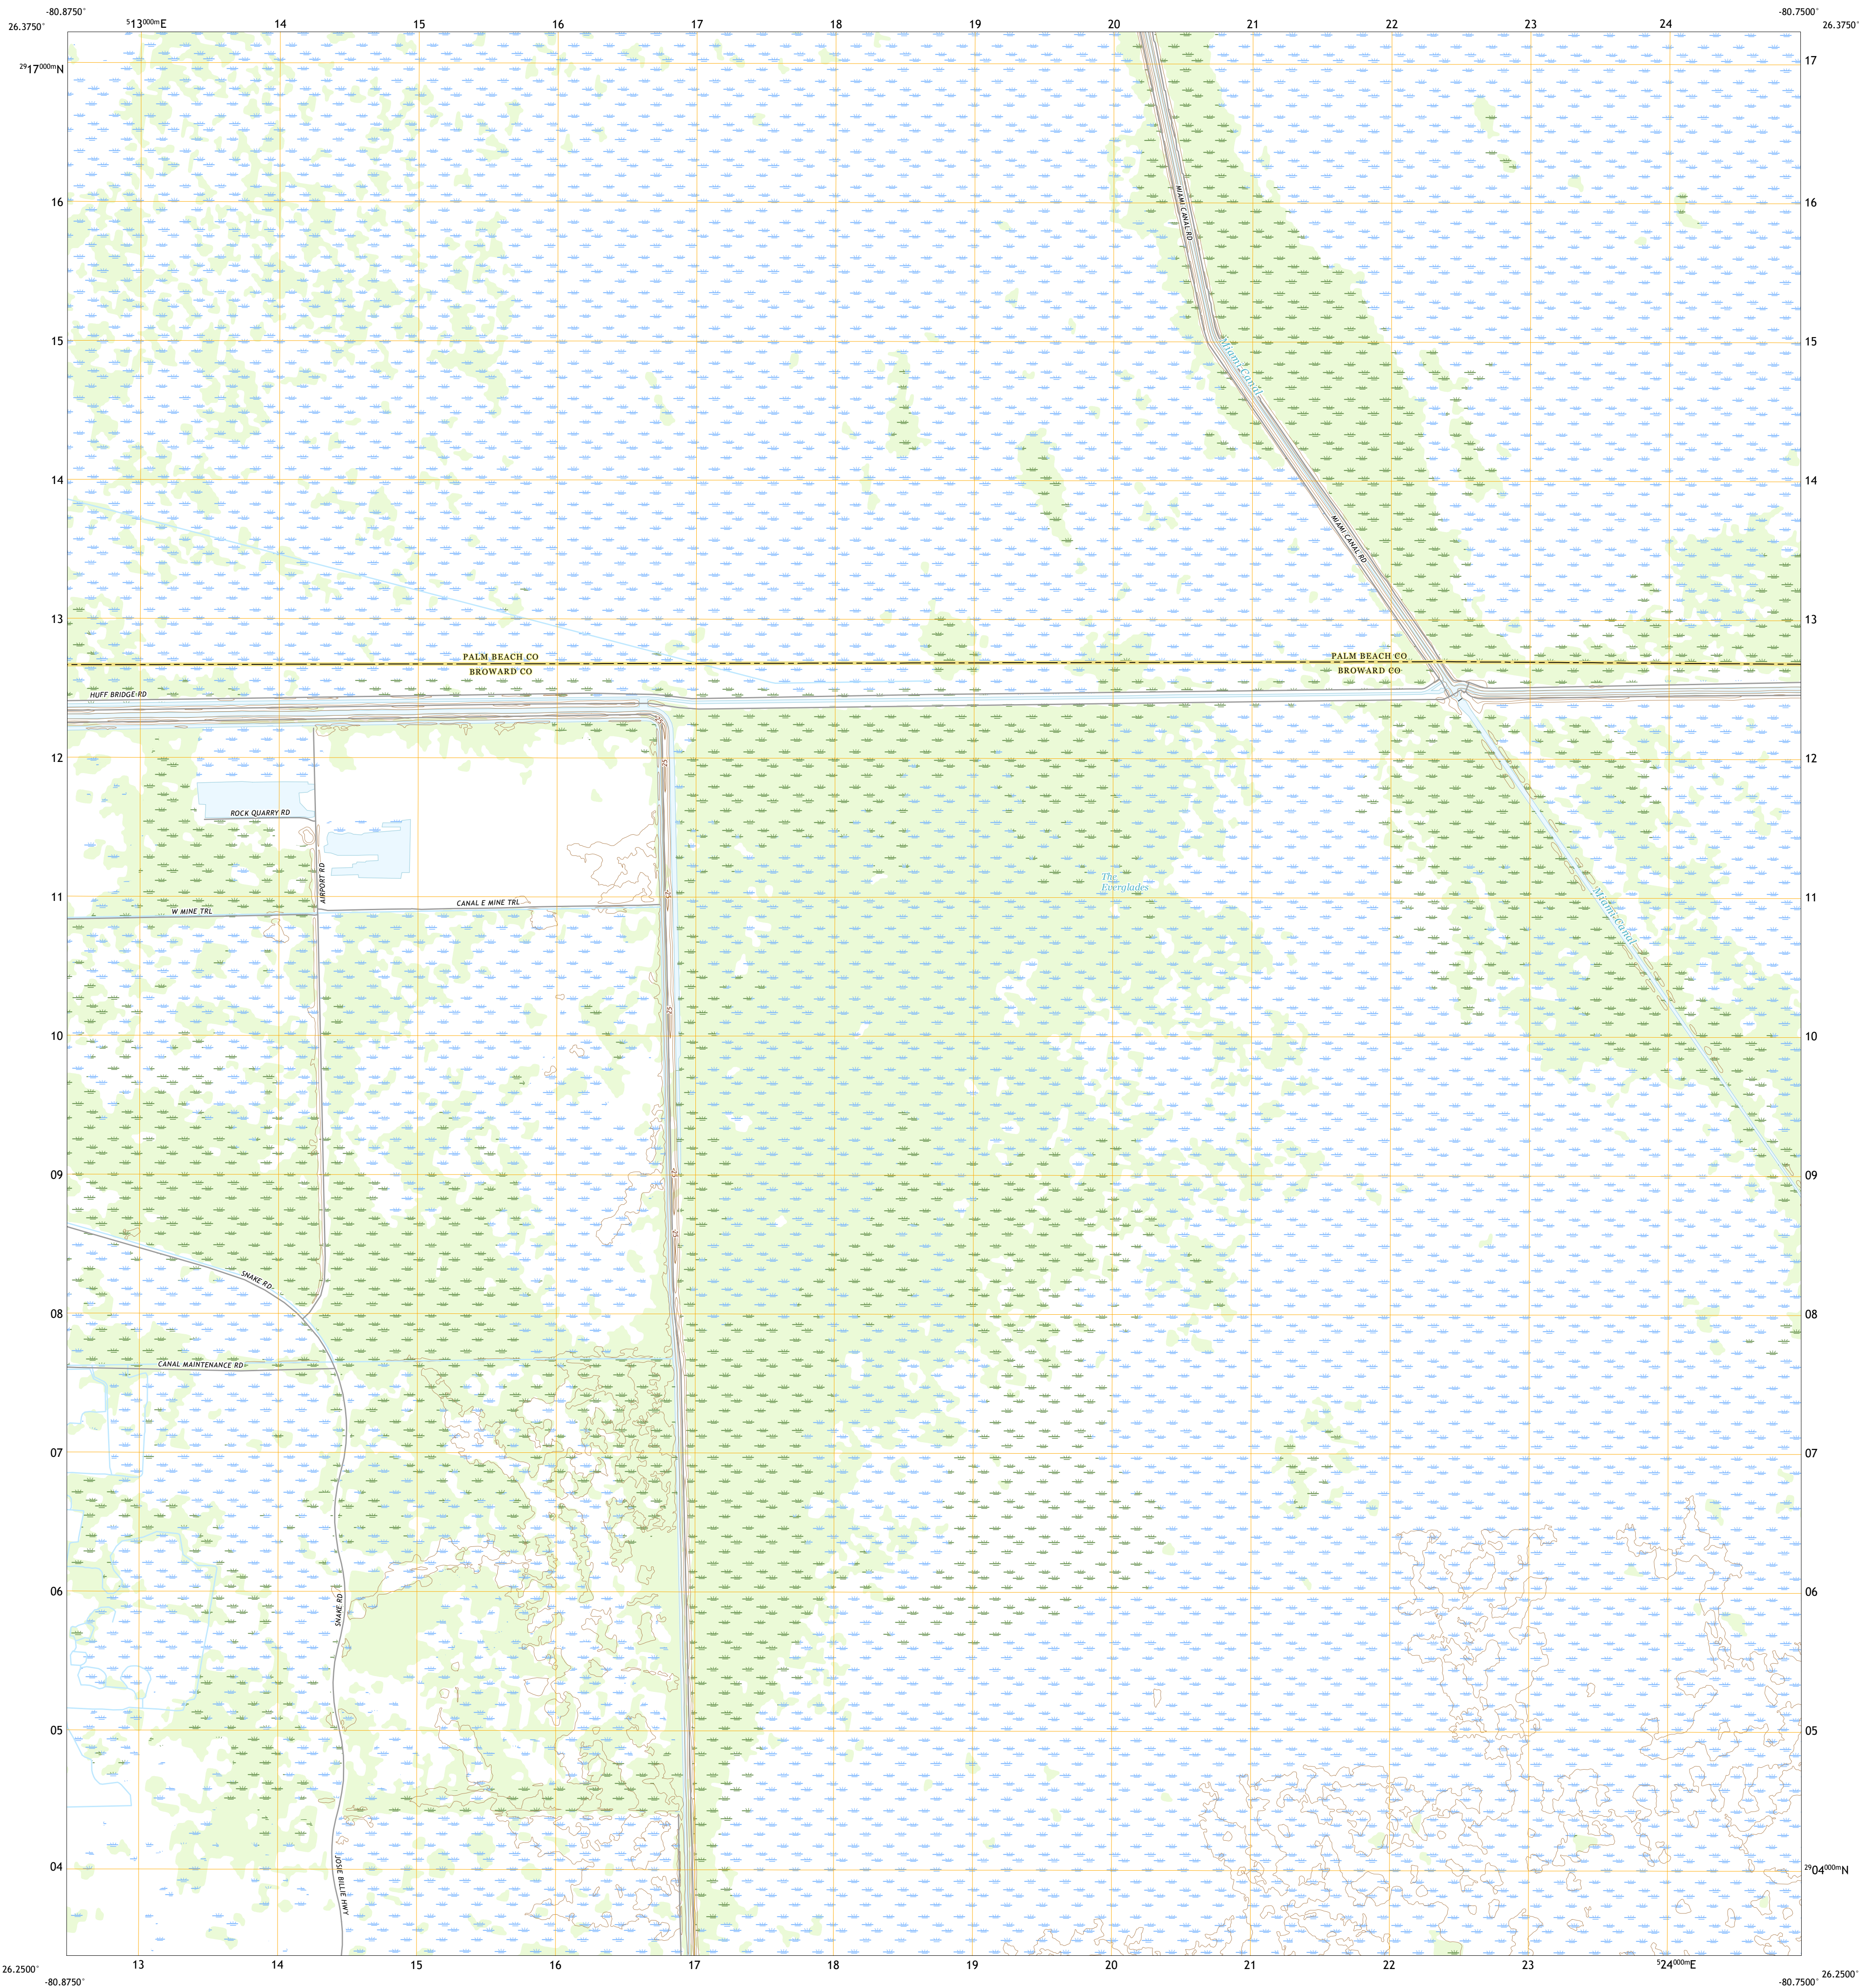 -80.8750°
-80.7500°
26.3750°
⁵13⁰⁰⁰ᵐE
14
15
16
17
18
19
20
21
22
23
24
26.3750°
²⁹17⁰⁰⁰ᵐN
17
MIAMI CANAL RD
16
16
15
15
Miami Canal
14
14
MIAMI CANAL RD
13
13
PALM BEACH CO
BROWARD CO
PALM BEACH CO
BROWARD CO
HUFF BRIDGE RD
25
12
12
25
ROCK QUARRY RD
AIRPORT RD
The
Everglades
11
11
W MINE TRL
CANAL E MINE TRL
Miami Canal
25
10
10
09
09
25
SNAKE RD
08
08
CANAL MAINTENANCE RD
07
07
06
06
SNAKE RD
05
05
04
²⁹04⁰⁰⁰ᵐN
JOSIE BILLIE HWY
26.2500°
13
14
15
16
17
18
19
20
21
22
23
⁵24⁰⁰⁰ᵐE
26.2500°
-80.8750°
-80.7500°